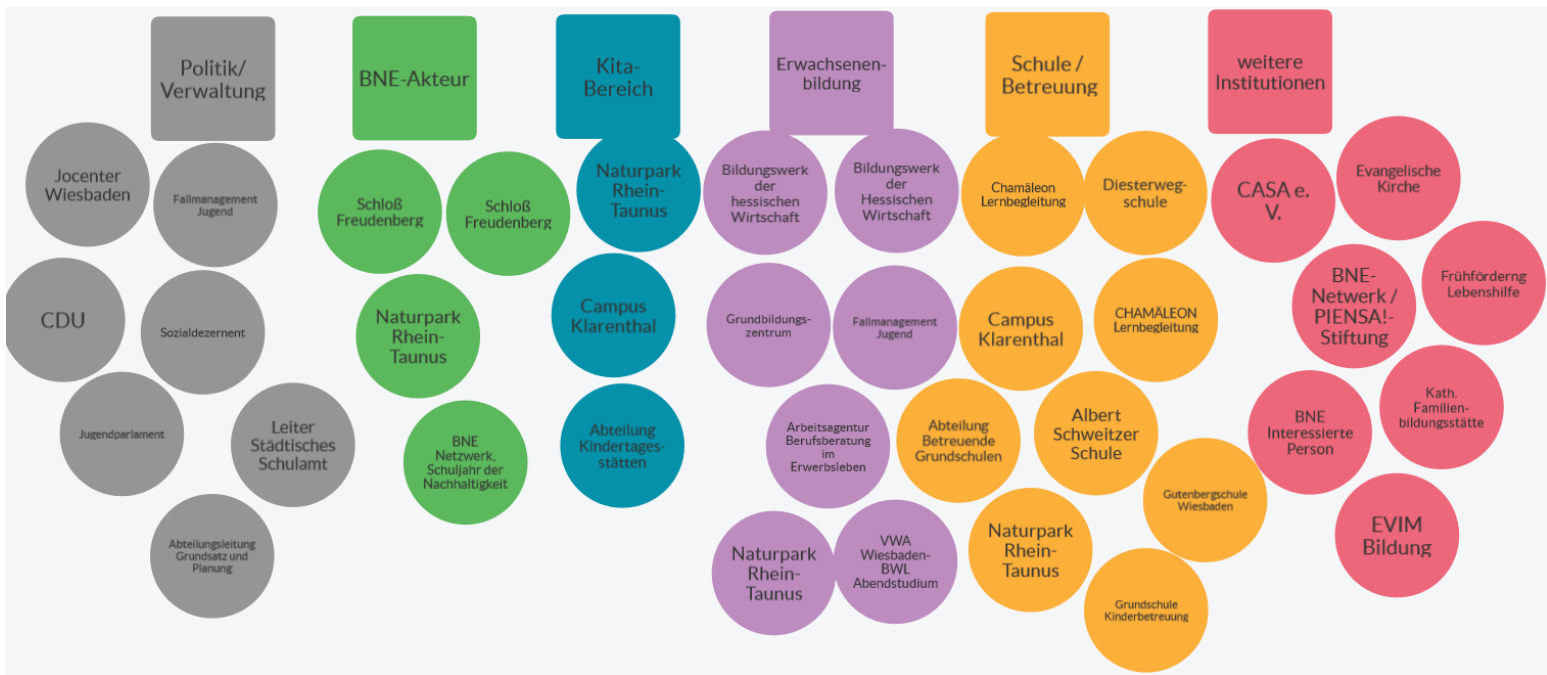 Politik/
Verwaltung
BNE-Akteur
Kita-
Bereich
Erwachsenen-
bildung
Schule /
Betreuung
weitere
Institutionen
Jocenter
Wiesbaden
Fallmanagement
Jugend
CDU
Sozialdezernent
Jugendparlament
Leiter
Städtisches
Schulamt
Abteilungsleitung
Grundsatz und
Planung
Schloß
Freudenberg
Schloß
Freudenberg
Naturpark
Rhein-
Taunus
BNE
Netzwerk,
Schuljahr der
Nachhaltigkeit
Naturpark
Rhein-
Taunus
Campus
Klarenthal
Abteilung
Kindertages-
stätten
Bildungswerk
der
hessischen
Wirtschaft
Bildungswerk
der
Hessischen
Wirtschaft
Grundbildungs-
zentrum
Fallmanagement
Jugend
Arbeitsagentur
Berufsberatung
im
Erwerbsleben
Naturpark
Rhein-
Taunus
VWA
Wiesbaden-
BWL
Abendstudium
Chamäleon
Lernbegleitung
Diesterweg-
schule
Campus
Klarenthal
CHAMÄLEON
Lernbegleitung
Abteilung
Betreuende
Grundschulen
Albert
Schweitzer
Schule
Gutenbergschule
Wiesbaden
Naturpark
Rhein-
Taunus
Grundschule
Kinderbetreuung
CASA e.
V.
Evangelische
Kirche
BNE-
Netwerk /
PIENSA!-
Stiftung
Frühförderng
Lebenshilfe
BNE
Interessierte
Person
Kath.
Familien-
bildungsstätte
EVIM
Bildung